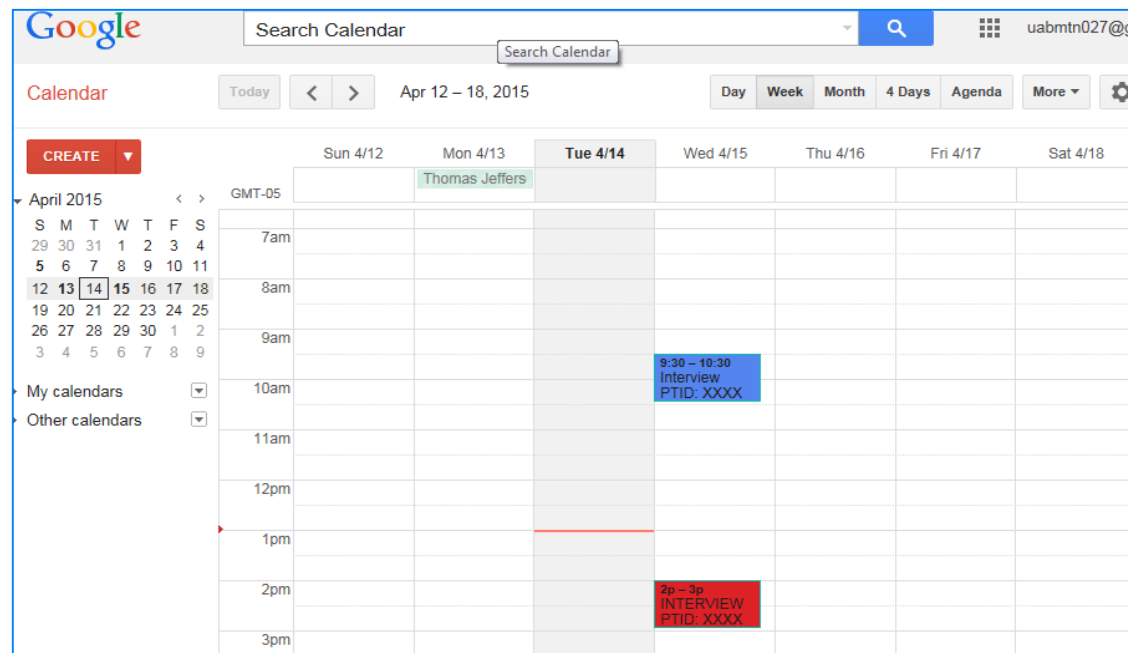 Google
Search Calendar
uabmtn027@g
Search Calendar
Calendar
Today
Apr 12 – 18, 2015
Day Week Month 4 Days Agenda
More
CREATE
Sun 4/12 Mon 4/13 Tue 4/14 Wed 4/15 Thu 4/16 Fri 4/17 Sat 4/18
GMT-05
Thomas Jeffers
April 2015
S M T W T F S
29 30 31 1 2 3 4
5 6 7 8 9 10 11
12 13 14 15 16 17 18
19 20 21 22 23 24 25
26 27 28 29 30 1 2
3 4 5 6 7 8 9
My calendars
Other calendars
7am
8am
9am
9:30 – 10:30
Interview
PTID: XXXX
10am
11am
12pm
1pm
2pm
2p – 3p
INTERVIEW
PTID: XXXX
3pm